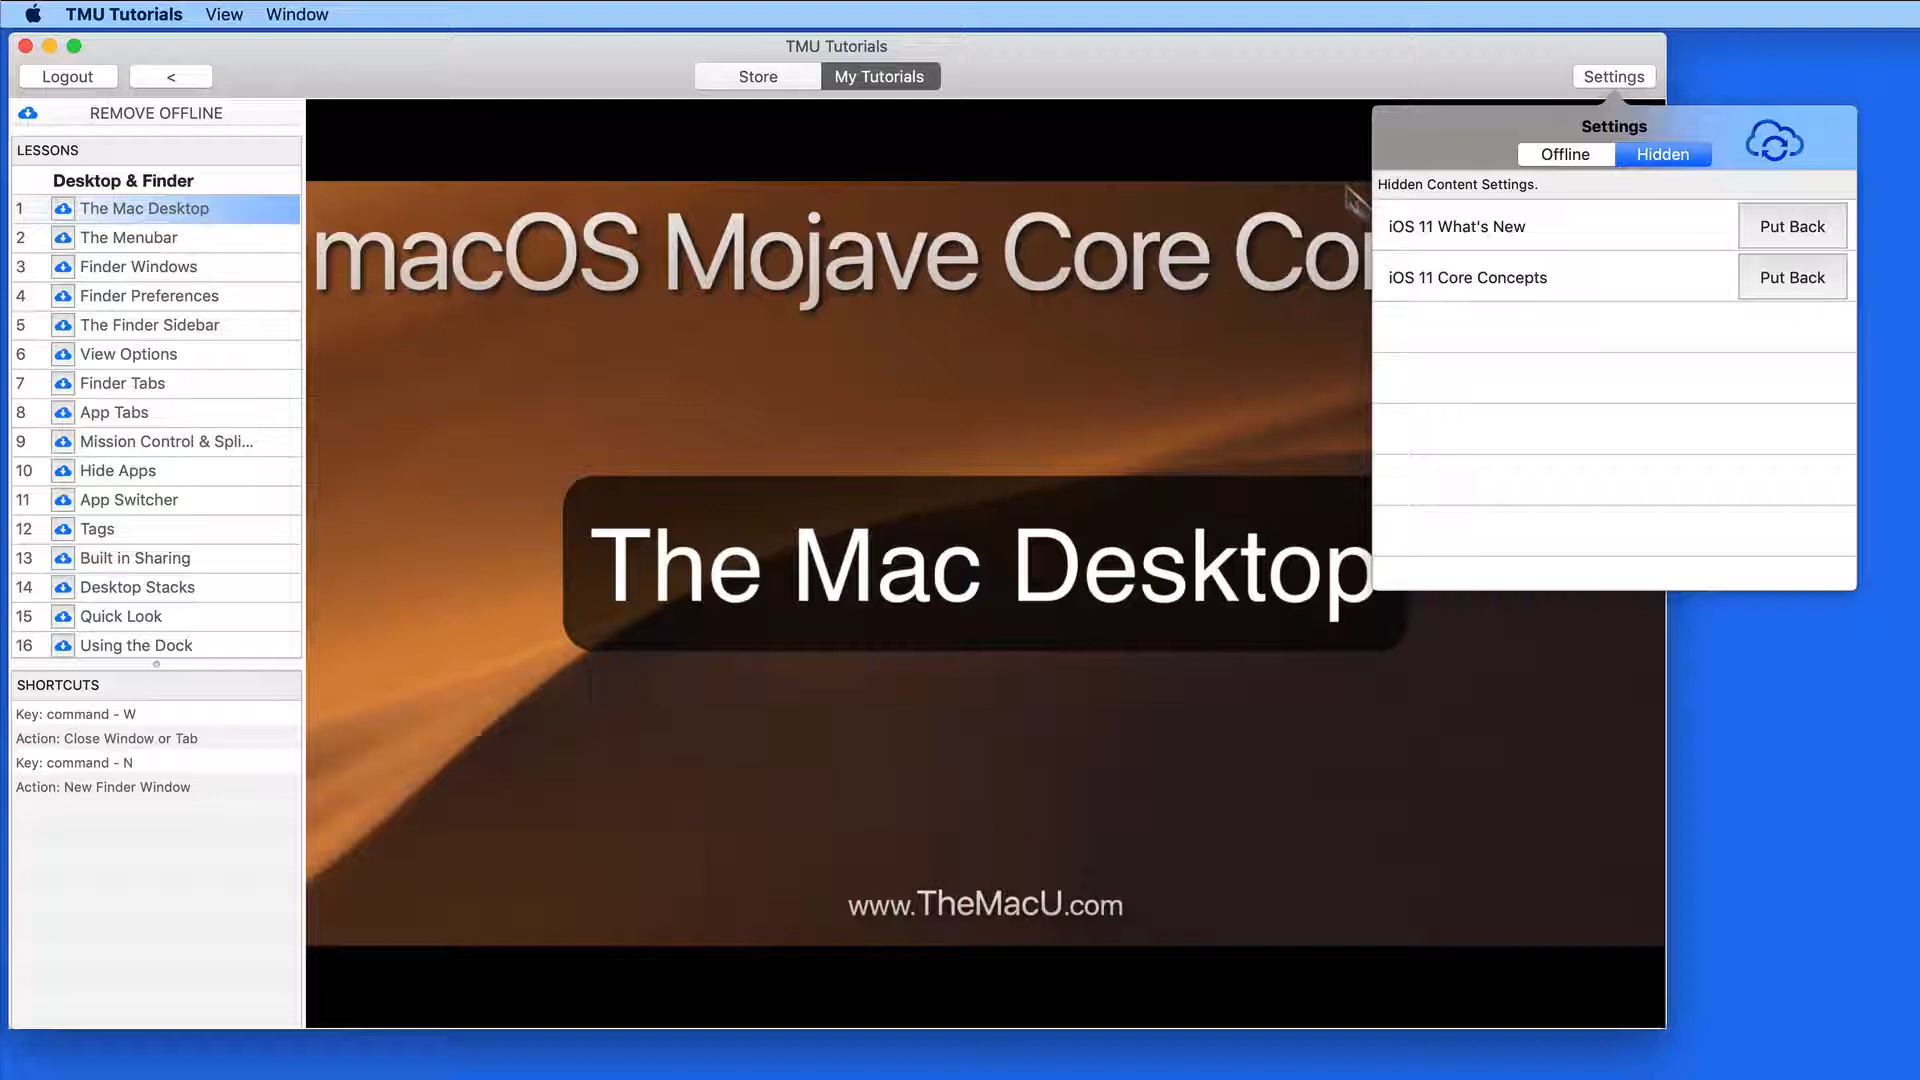 TMU Tutorials View Window
TMU Tutorials
Logout < Store My Tutorials Settings
REMOVE OFFLINE
LESSONS
Desktop & Finder
1 The Mac Desktop
2 The Menubar
3 Finder Windows
4 Finder Preferences
5 The Finder Sidebar
6 View Options
7 Finder Tabs
8 App Tabs
9 Mission Control & Spli...
10 Hide Apps
11 App Switcher
12 Tags
13 Built in Sharing
14 Desktop Stacks
15 Quick Look
16 Using the Dock
SHORTCUTS
Key: command - W
Action: Close Window or Tab
Key: command - N
Action: New Finder Window
macOS Mojave Core Co
The Mac Desktop
www.TheMacU.com
Settings
Offline Hidden
Hidden Content Settings.
iOS 11 What's New Put Back
iOS 11 Core Concepts Put Back